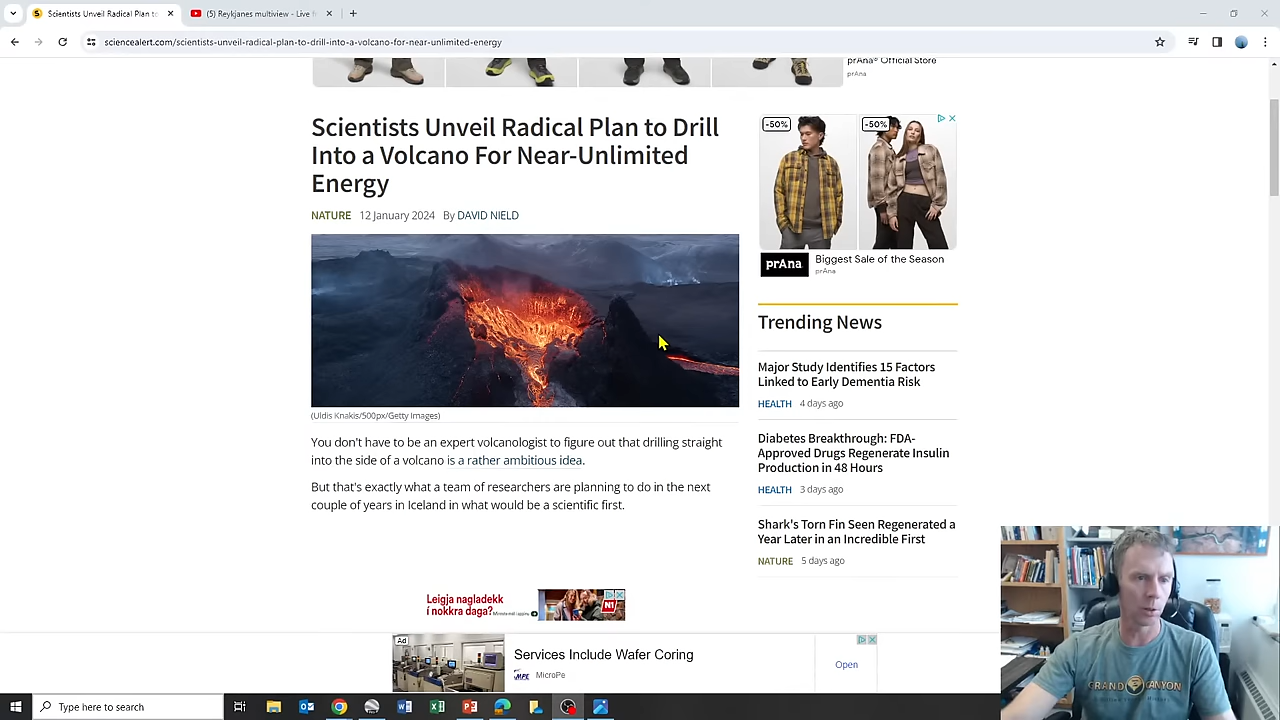 Scientists Unveil Radical Plan to
(5) Reykjanes multiview - Live f
sciencealert.com/scientists-unveil-radical-plan-to-drill-into-a-volcano-for-near-unlimited-energy
prAna® Official Store
prAna
Scientists Unveil Radical Plan to Drill
Into a Volcano For Near-Unlimited
Energy
NATURE 12 January 2024 By DAVID NIELD
(Uldis Knakis/500px/Getty Images)
You don't have to be an expert volcanologist to figure out that drilling straight
into the side of a volcano is a rather ambitious idea.
But that's exactly what a team of researchers are planning to do in the next
couple of years in Iceland in what would be a scientific first.
-50%
-50%
prAna
Biggest Sale of the Season
prAna
Trending News
Major Study Identifies 15 Factors
Linked to Early Dementia Risk
HEALTH 4 days ago
Diabetes Breakthrough: FDA-
Approved Drugs Regenerate Insulin
Production in 48 Hours
HEALTH 3 days ago
Shark's Torn Fin Seen Regenerated a
Year Later in an Incredible First
NATURE 5 days ago
Leigja nagladekk
í nokkra daga?
N1
Ad
Services Include Wafer Coring
MPE MicroPe
Open
GRAND CANYON
Type here to search